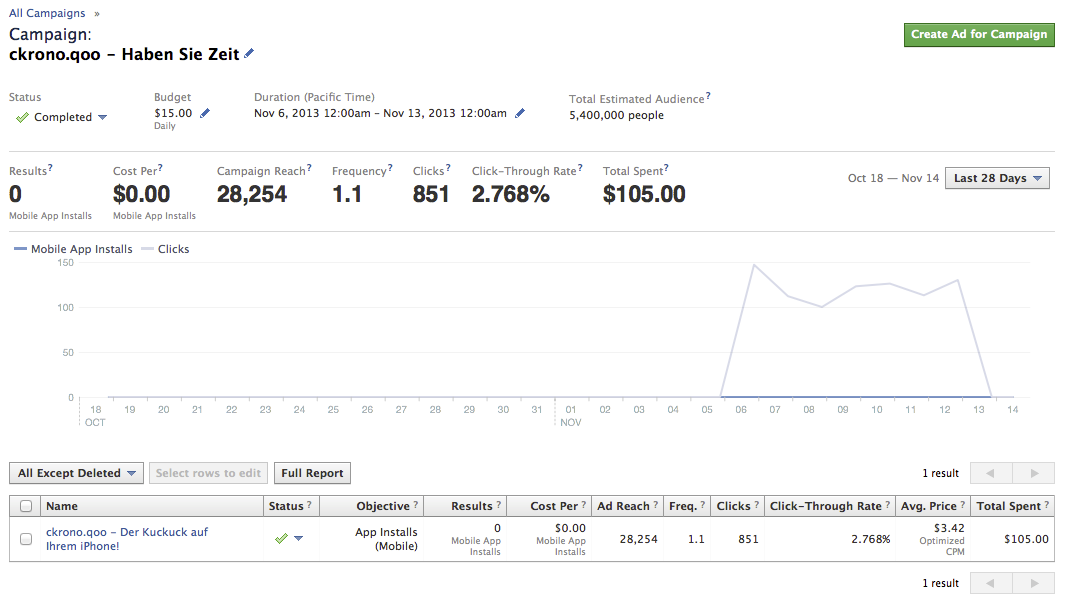 All Campaigns »
Campaign:
ckrono.qoo – Haben Sie Zeit
Create Ad for Campaign
Status
Completed
Budget
$15.00
Daily
Duration (Pacific Time)
Nov 6, 2013 12:00am – Nov 13, 2013 12:00am
Total Estimated Audience?
5,400,000 people
Results?
0
Mobile App Installs
Cost Per?
$0.00
Mobile App Installs
Campaign Reach?
28,254
Frequency?
1.1
Clicks?
851
Click-Through Rate?
2.768%
Total Spent?
$105.00
Oct 18 — Nov 14
Last 28 Days
Mobile App Installs
Clicks
150
100
50
0
18 19 20 21 22 23 24 25 26 27 28 29 30 31 01 02 03 04 05 06 07 08 09 10 11 12 13 14
OCT NOV
All Except Deleted
Select rows to edit
Full Report
1 result
Name Status ? Objective ? Results ? Cost Per ? Ad Reach ? Freq. ? Clicks ? Click-Through Rate ? Avg. Price ? Total Spent ?
ckrono.qoo – Der Kuckuck auf
Ihrem iPhone!
App Installs
(Mobile)
0
Mobile App
Installs
$0.00
Mobile App
Installs
28,254
1.1
851
2.768%
$3.42
Optimized
CPM
$105.00
1 result